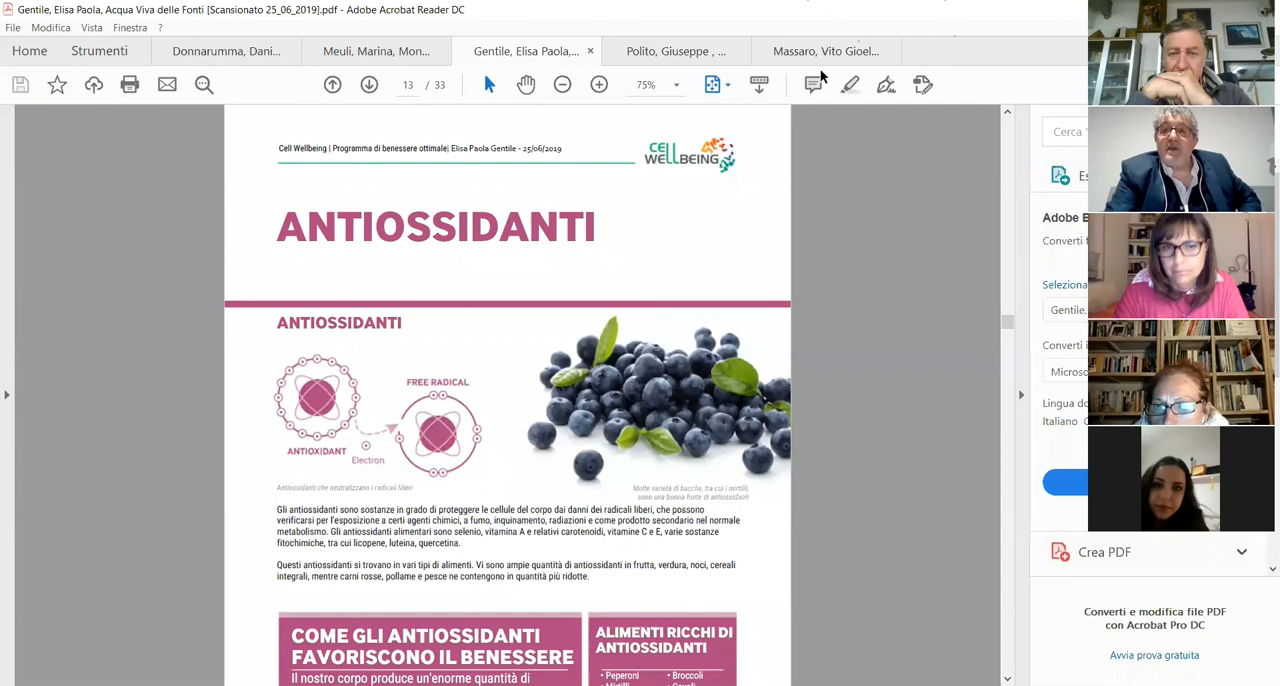 Gentile, Elisa Paola, Acqua Viva delle Fonti [Scansionato 25_06_2019].pdf - Adobe Acrobat Reader DC
File Modifica Vista Finestra ?
Home Strumenti Donnarumma, Dani... Meuli, Marina, Mon... Gentile, Elisa Paola,... × Polito, Giuseppe , ... Massaro, Vito Gioel...
13 / 33 75%
Cell Wellbeing | Programma di benessere ottimale| Elisa Paola Gentile - 25/06/2019
CELL
WELLBEING
ANTIOSSIDANTI
ANTIOSSIDANTI
FREE RADICAL
ANTIOXIDANT
Electron
Antiossidanti che neutralizzano i radicali liberi
Molte varietà di bacche, tra cui i mirtilli,
sono una buona fonte di antiossidanti
Gli antiossidanti sono sostanze in grado di proteggere le cellule del corpo dai danni dei radicali liberi, che possono
verificarsi per l'esposizione a certi agenti chimici, a fumo, inquinamento, radiazioni e come prodotto secondario nel normale
metabolismo. Gli antiossidanti alimentari sono selenio, vitamina A e relativi carotenoidi, vitamine C e E, varie sostanze
fitochimiche, tra cui licopene, luteina, quercetina.
Questi antiossidanti si trovano in vari tipi di alimenti. Vi sono ampie quantità di antiossidanti in frutta, verdura, noci, cereali
integrali, mentre carni rosse, pollame e pesce ne contengono in quantità più ridotte.
COME GLI ANTIOSSIDANTI
FAVORISCONO IL BENESSERE
Il nostro corpo produce un'enorme quantità di
ALIMENTI RICCHI DI
ANTIOSSIDANTI
• Peperoni • Broccoli
Cerca
Es
Adobe
Converti
Seleziona
Gentile,
Converti i
Microso
Lingua do
Italiano
Crea PDF
Converti e modifica file PDF
con Acrobat Pro DC
Avvia prova gratuita